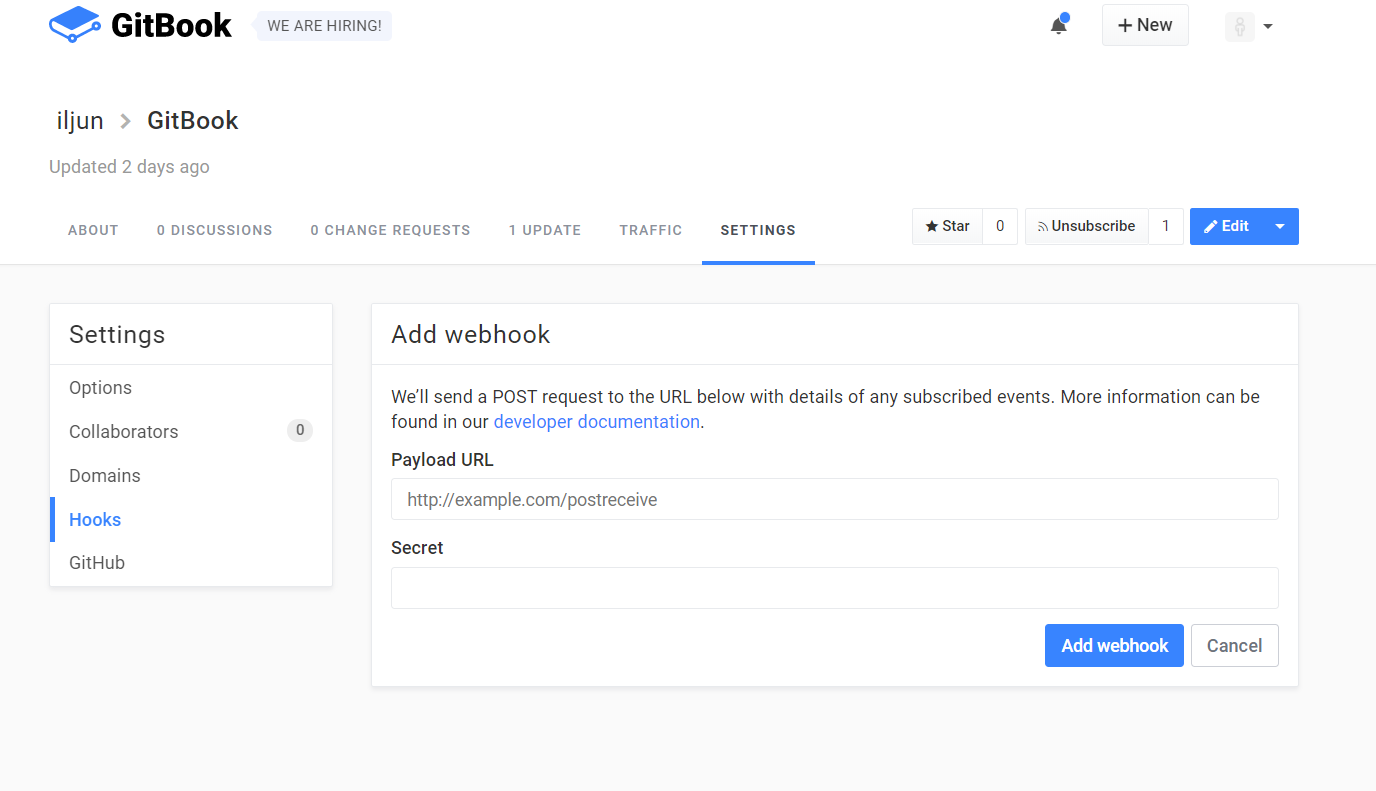 GitBook WE ARE HIRING! + New
iljun > GitBook
Updated 2 days ago
ABOUT 0 DISCUSSIONS 0 CHANGE REQUESTS 1 UPDATE TRAFFIC SETTINGS Star 0 Unsubscribe 1 Edit
Settings
Options
Collaborators 0
Domains
Hooks
GitHub
Add webhook
We’ll send a POST request to the URL below with details of any subscribed events. More information can be
found in our developer documentation.
Payload URL
http://example.com/postreceive
Secret
Add webhook Cancel